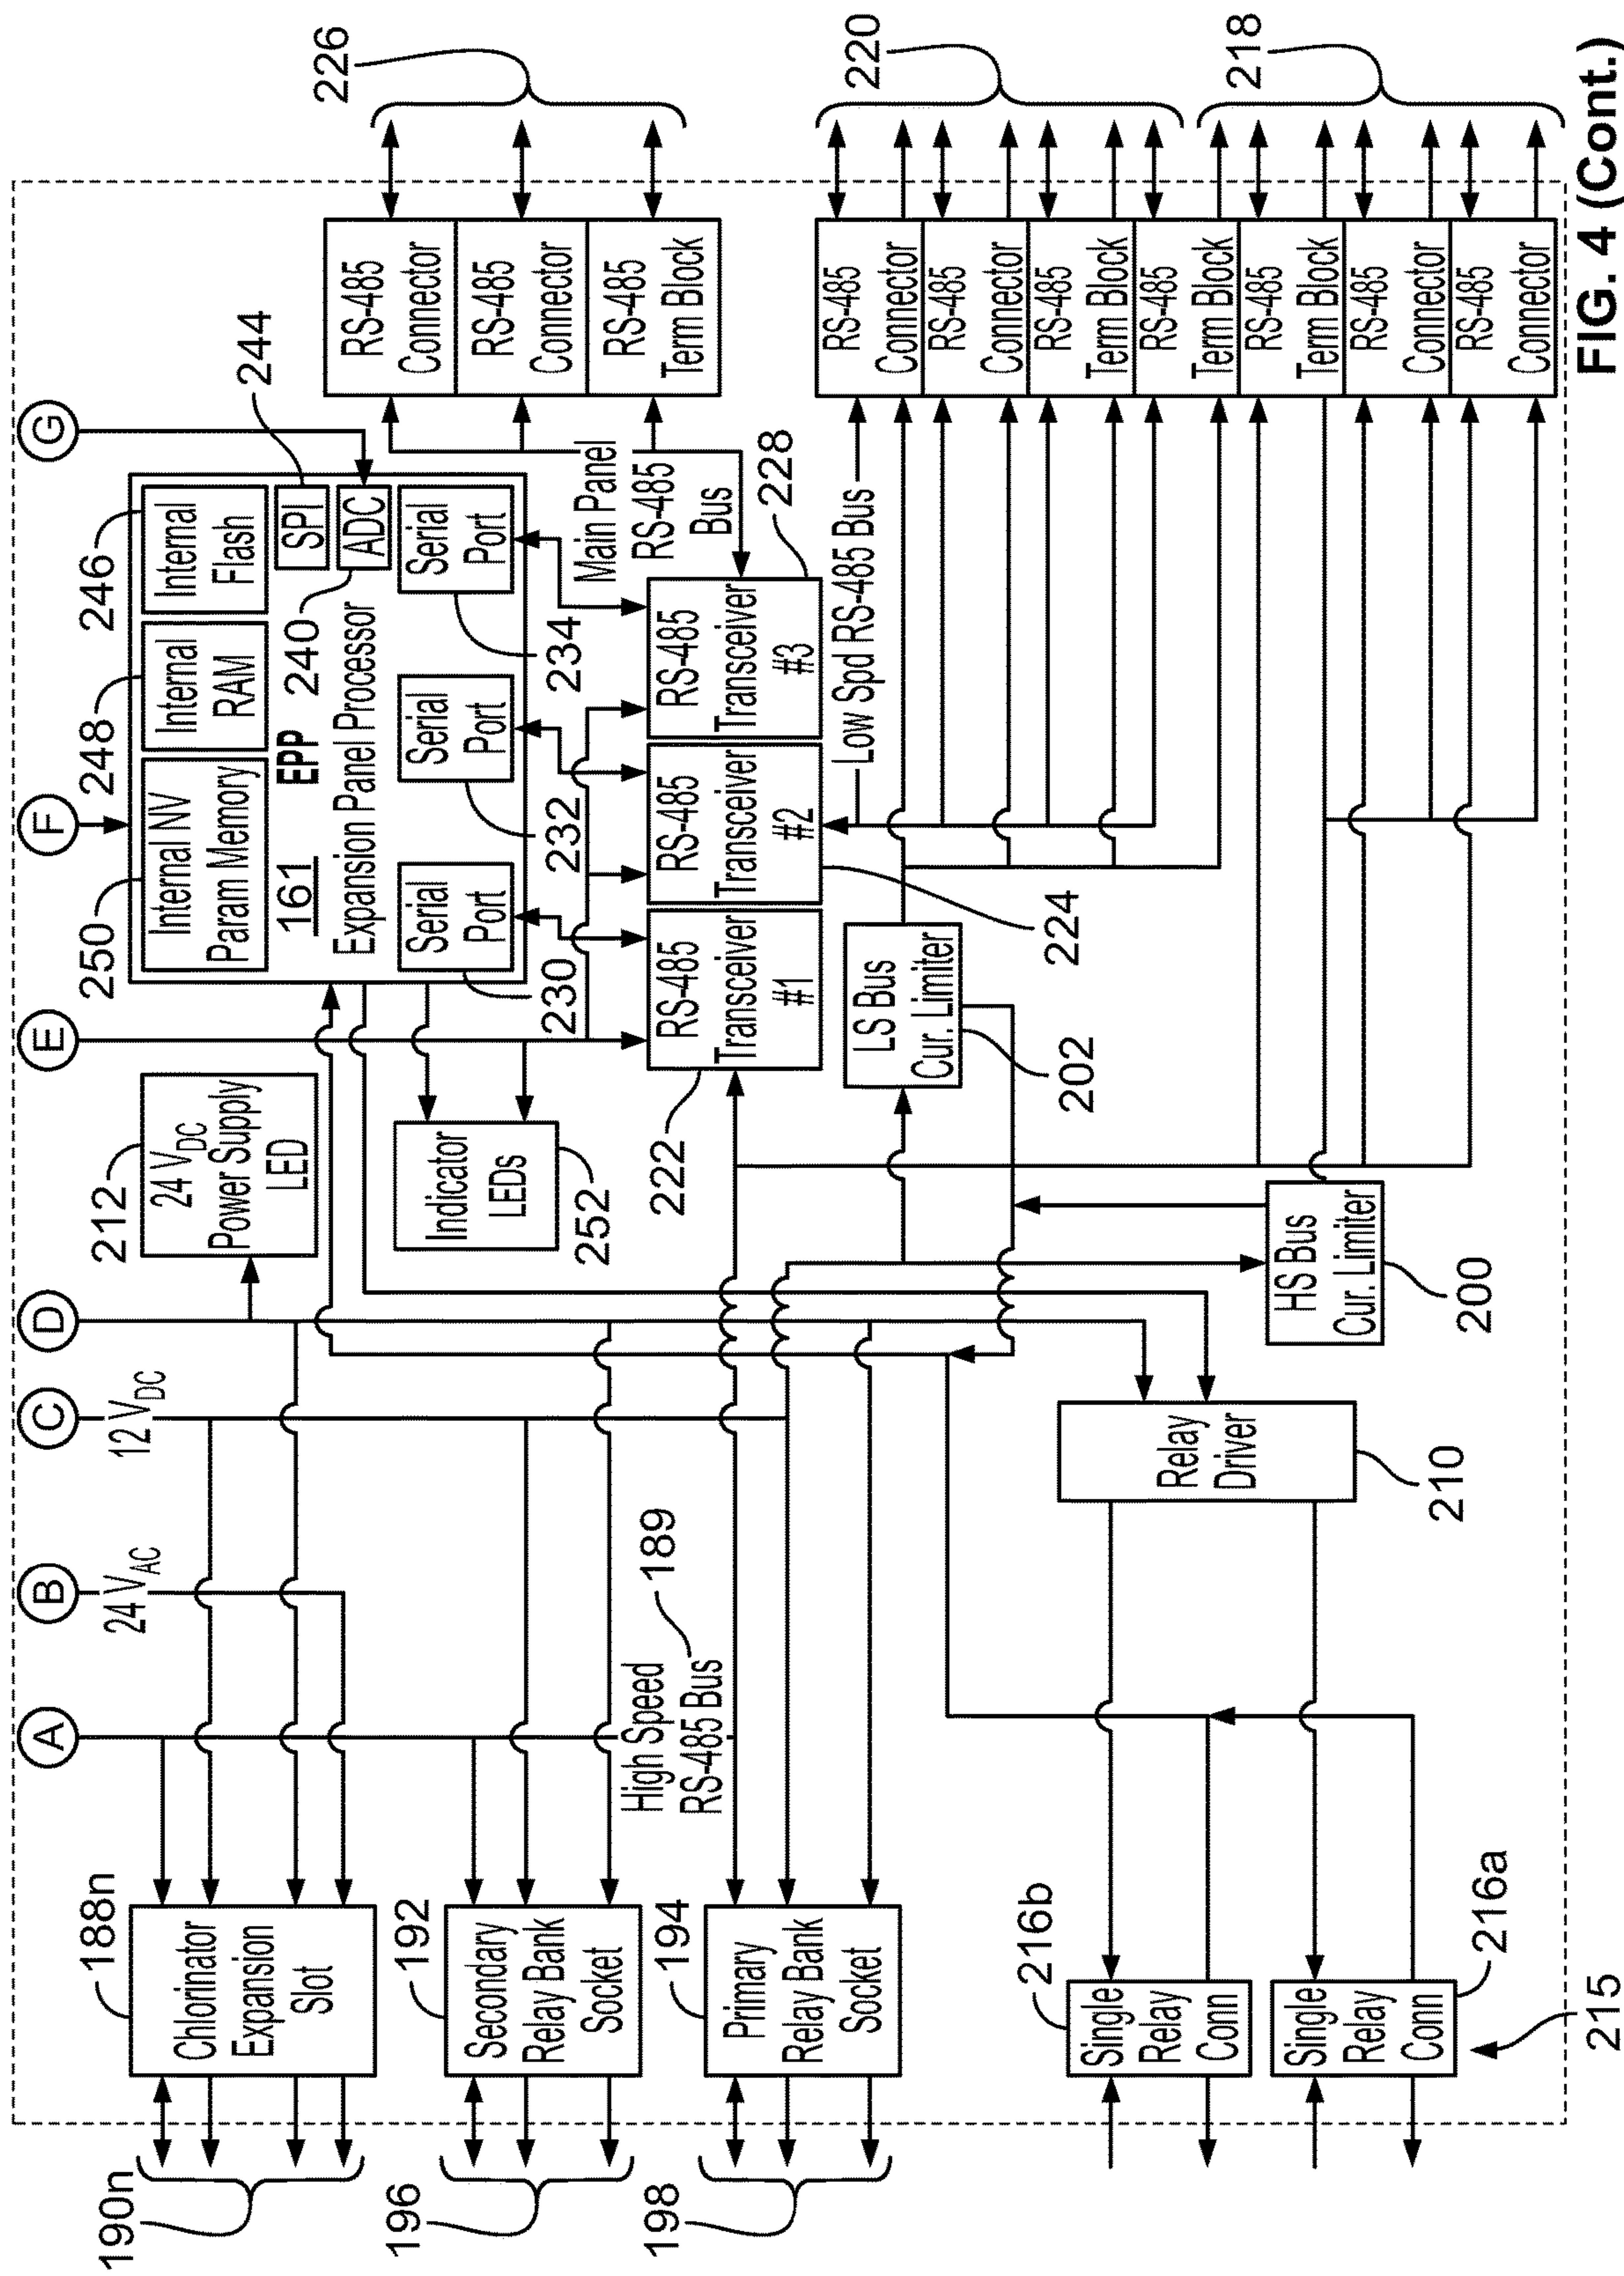 A
B
24 VAC
C
12 VDC
D
E
F
G
188n
Chlorinator
Expansion
Slot
190n
192
Secondary
Relay Bank
Socket
196
194
Primary
Relay Bank
Socket
198
High Speed
RS-485 Bus
189
216b
Single
Relay
Conn
216a
Single
Relay
Conn
215
Relay
Driver
210
212
24 VDC
Power Supply
LED
Indicator
LEDs
252
HS Bus
Cur. Limiter
200
LS Bus
Cur. Limiter
202
250
248
246
244
Internal NV
Param Memory
Internal
RAM
Internal
Flash
SPI
ADC
161 EPP 240
Expansion Panel Processor
Serial
Port
Serial
Port
Serial
Port
230
232
234
222
RS-485
Transceiver
#1
RS-485
Transceiver
#2
RS-485
Transceiver
#3
224
228
Main Panel
RS-485
Bus
Low Spd RS-485 Bus
RS-485
Connector
RS-485
Connector
RS-485
Term Block
226
RS-485
Connector
RS-485
Connector
RS-485
Term Block
RS-485
Term Block
RS-485
Term Block
RS-485
Connector
RS-485
Connector
220
218
FIG. 4 (Cont.)